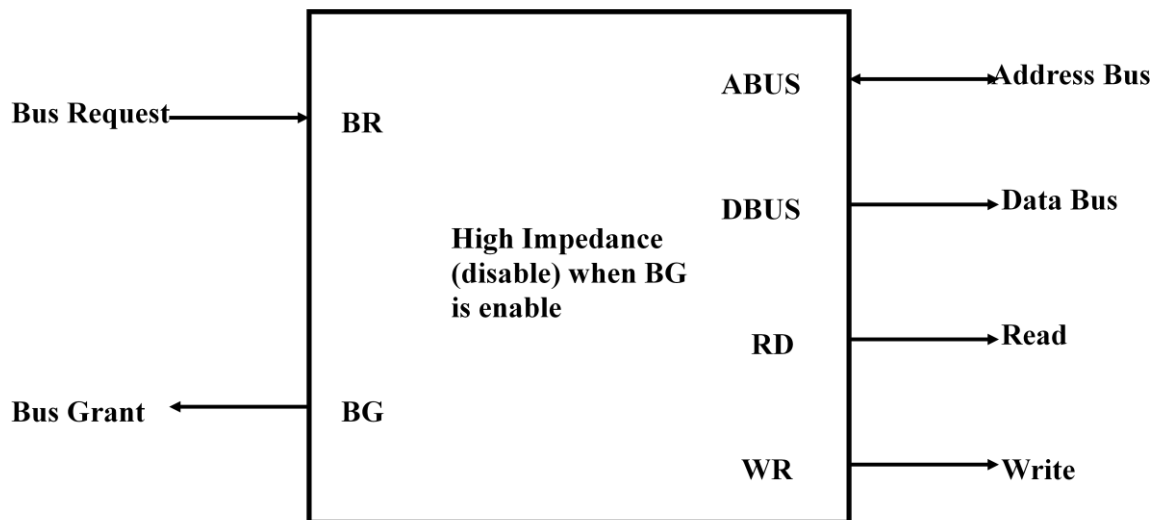 Bus Request
BR
ABUS
Address Bus
DBUS
Data Bus
High Impedance
(disable) when BG
is enable
RD
Read
Bus Grant
BG
WR
Write